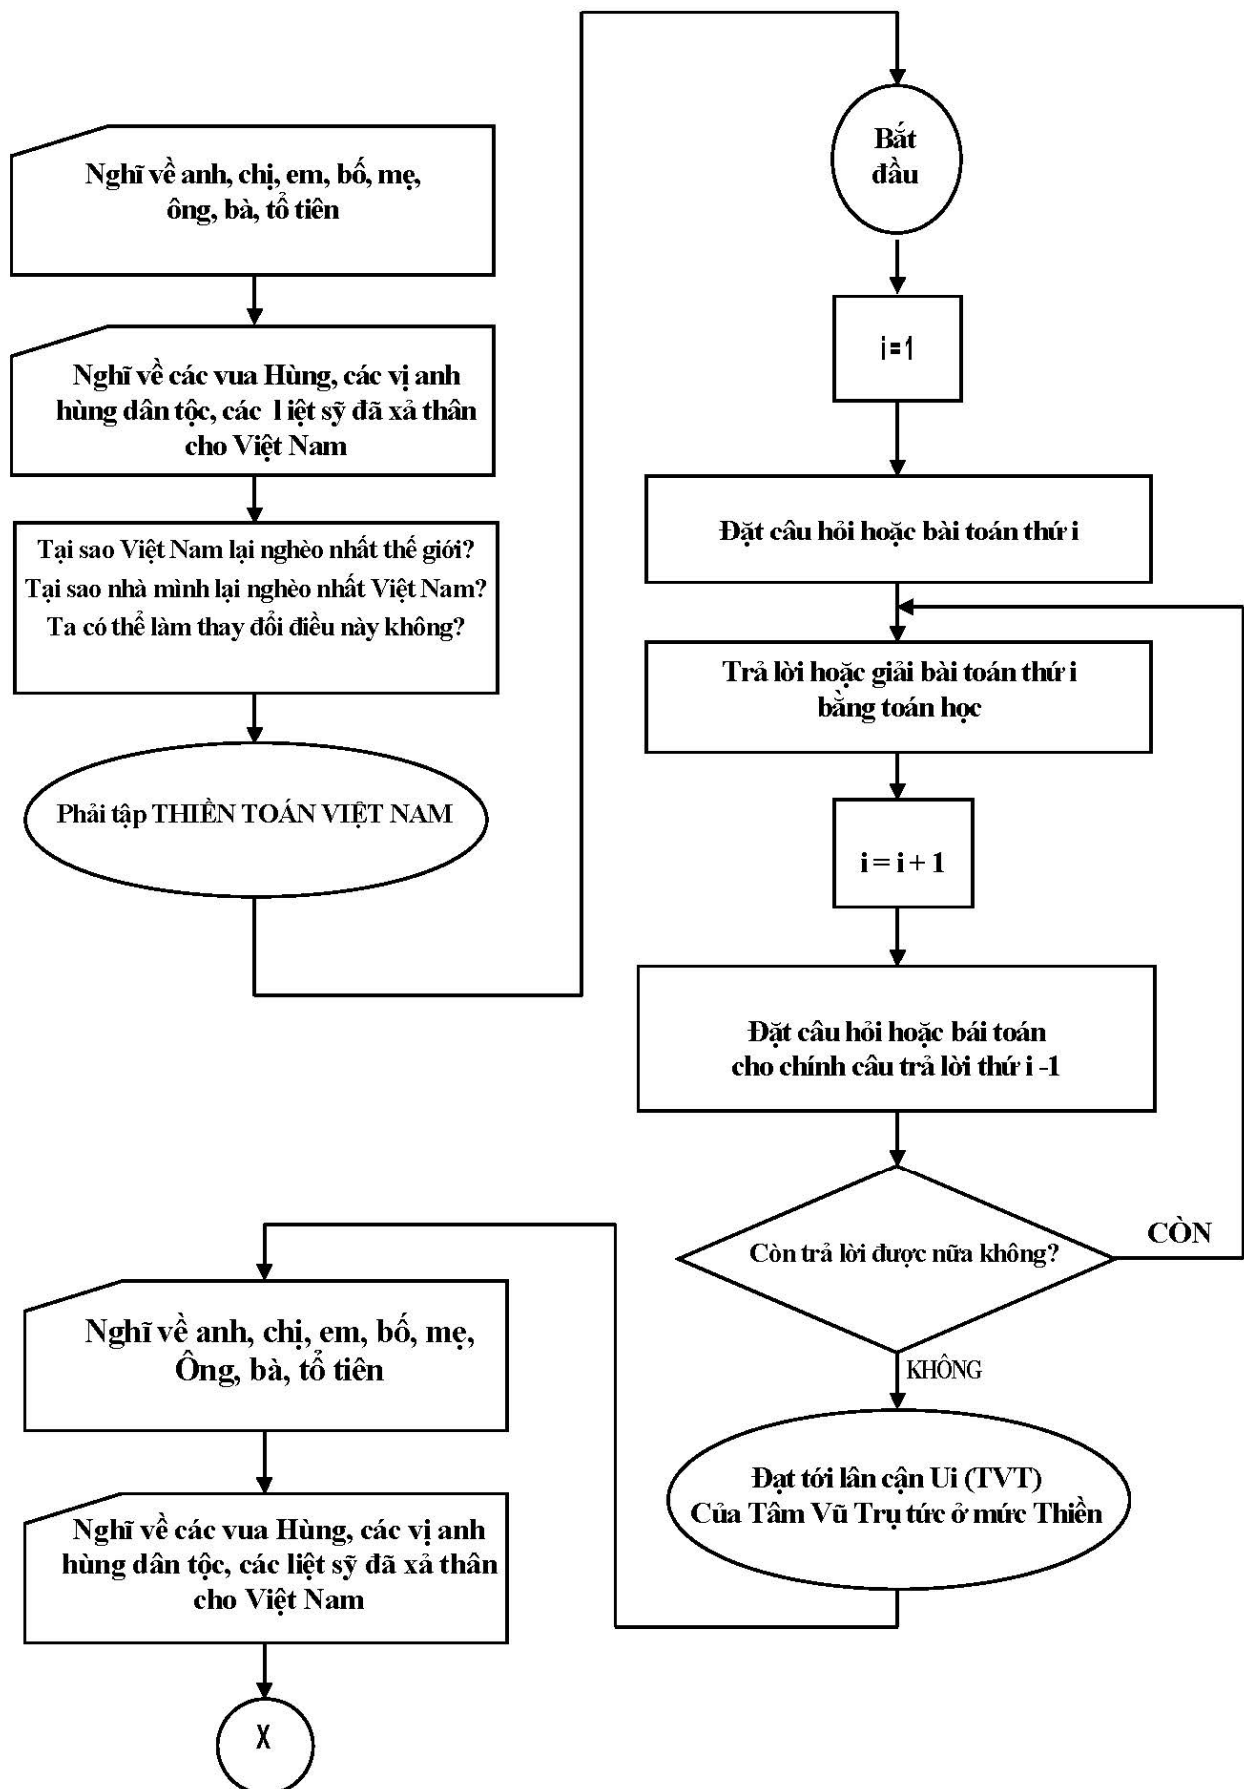 Nghĩ về anh, chị, em, bố, mẹ,
ông, bà, tổ tiên
Nghĩ về các vua Hùng, các vị anh
hùng dân tộc, các l iệt sỹ đã xả thân
cho Việt Nam
Tại sao Việt Nam lại nghèo nhất thế giới?
Tại sao nhà mình lại nghèo nhất Việt Nam?
Ta có thể làm thay đổi điều này không?
Phải tập THIỀN TOÁN VIỆT NAM
Bắt
đầu
i=1
Đặt câu hỏi hoặc bài toán thứ i
Trả lời hoặc giải bài toán thứ i
bằng toán học
i = i + 1
Đặt câu hỏi hoặc bái toán
cho chính câu trả lời thứ i -1
Còn trả lời được nữa không?
CÒN
KHÔNG
Đạt tới lân cận Ui (TVT)
Của Tâm Vũ Trụ tức ở mức Thiền
Nghĩ về anh, chị, em, bố, mẹ,
Ông, bà, tổ tiên
Nghĩ về các vua Hùng, các vị anh
hùng dân tộc, các liệt sỹ đã xả thân
cho Việt Nam
X